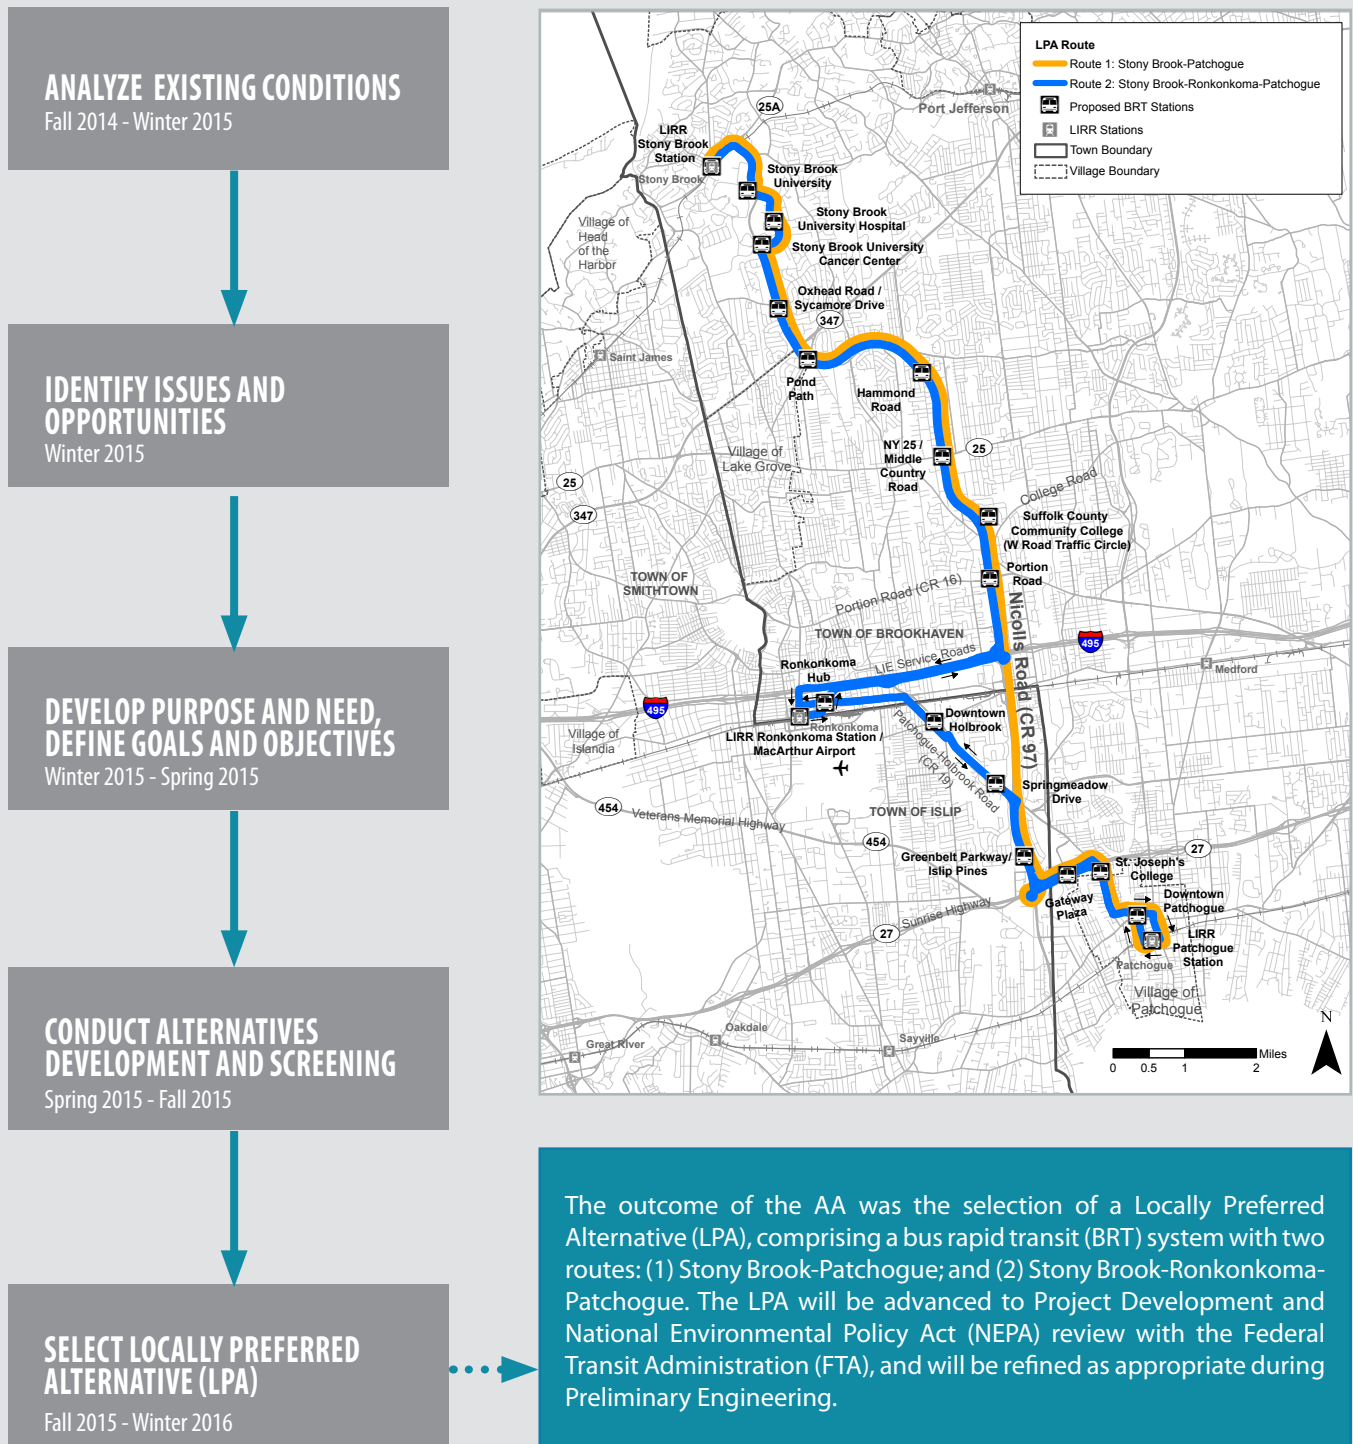 ANALYZE EXISTING CONDITIONS
Fall 2014 - Winter 2015
IDENTIFY ISSUES AND
OPPORTUNITIES
Winter 2015
DEVELOP PURPOSE AND NEED,
DEFINE GOALS AND OBJECTIVES
Winter 2015 - Spring 2015
CONDUCT ALTERNATIVES
DEVELOPMENT AND SCREENING
Spring 2015 - Fall 2015
SELECT LOCALLY PREFERRED
ALTERNATIVE (LPA)
Fall 2015 - Winter 2016
LPA Route
Route 1: Stony Brook-Patchogue
Route 2: Stony Brook-Ronkonkoma-Patchogue
Proposed BRT Stations
LIRR Stations
Town Boundary
Village Boundary
Port Jefferson
25A
LIRR
Stony Brook
Station
Stony Brook
Stony Brook
University
Stony Brook
University Hospital
Village of
Head
of the
Harbor
Stony Brook University
Cancer Center
Oxhead Road /
Sycamore Drive
347
Saint James
Pond
Path
Hammond
Road
NY 25 /
Middle
Country
Road
25
Village of
Lake Grove
25
347
College Road
Suffolk County
Community College
(W Road Traffic Circle)
Portion
Road
TOWN OF
SMITHTOWN
Portion Road (CR 16)
Nicolls Road (CR 97)
TOWN OF BROOKHAVEN
495
LIE Service Roads
Medford
Ronkonkoma
Hub
495
Village of
Islandia
Ronkonkoma
LIRR Ronkonkoma Station /
MacArthur Airport
Downtown
Holbrook
Patchogue-Holbrook Road
(CR 19)
Springmeadow
Drive
454
Veterans Memorial Highway
TOWN OF ISLIP
454
27
Greenbelt Parkway/
Islip Pines
St. Joseph's
College
Gateway
Plaza
Downtown
Patchogue
Sunrise Highway
27
LIRR
Patchogue
Station
Patchogue
Village of
Patchogue
Oakdale
Great River
Sayville
N
Miles
0 0.5 1 2
The outcome of the AA was the selection of a Locally Preferred
Alternative (LPA), comprising a bus rapid transit (BRT) system with two
routes: (1) Stony Brook-Patchogue; and (2) Stony Brook-Ronkonkoma-
Patchogue. The LPA will be advanced to Project Development and
National Environmental Policy Act (NEPA) review with the Federal
Transit Administration (FTA), and will be refined as appropriate during
Preliminary Engineering.